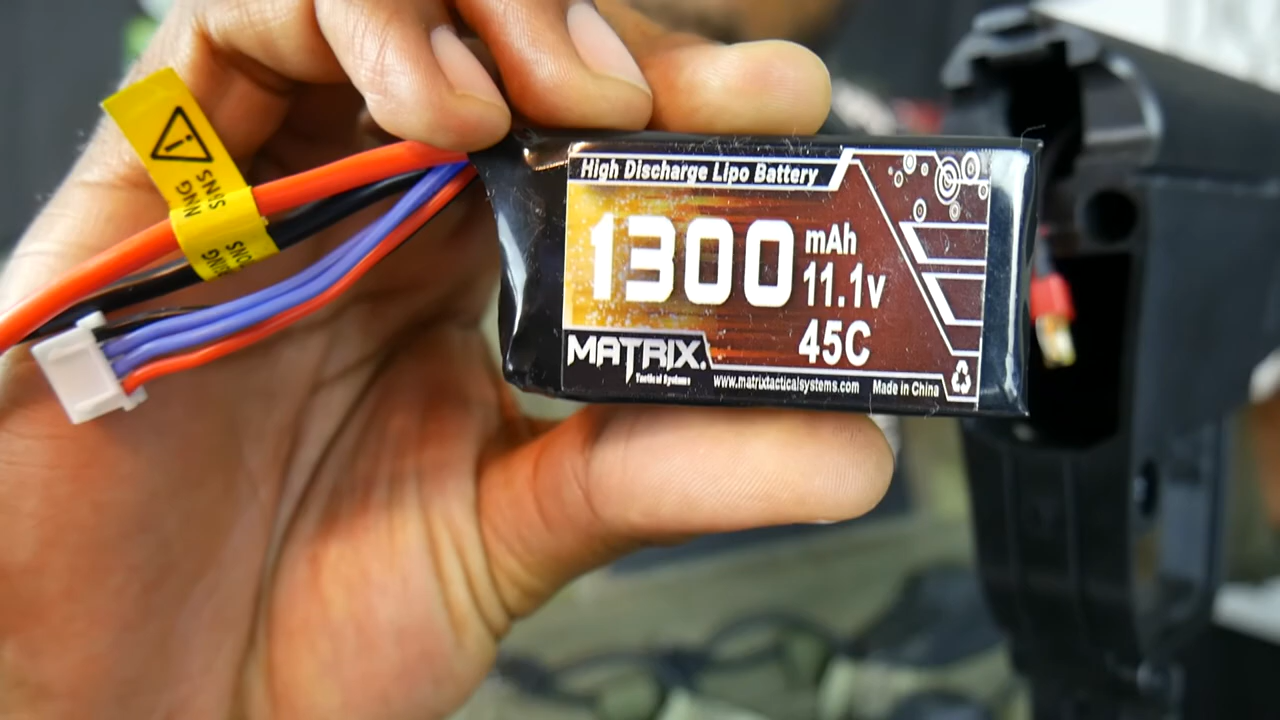 High Discharge Lipo Battery
1300 mAh
11.1v
45C
MATRIX.
Tactical Systems
www.matrixtacticalsystems.com Made in China